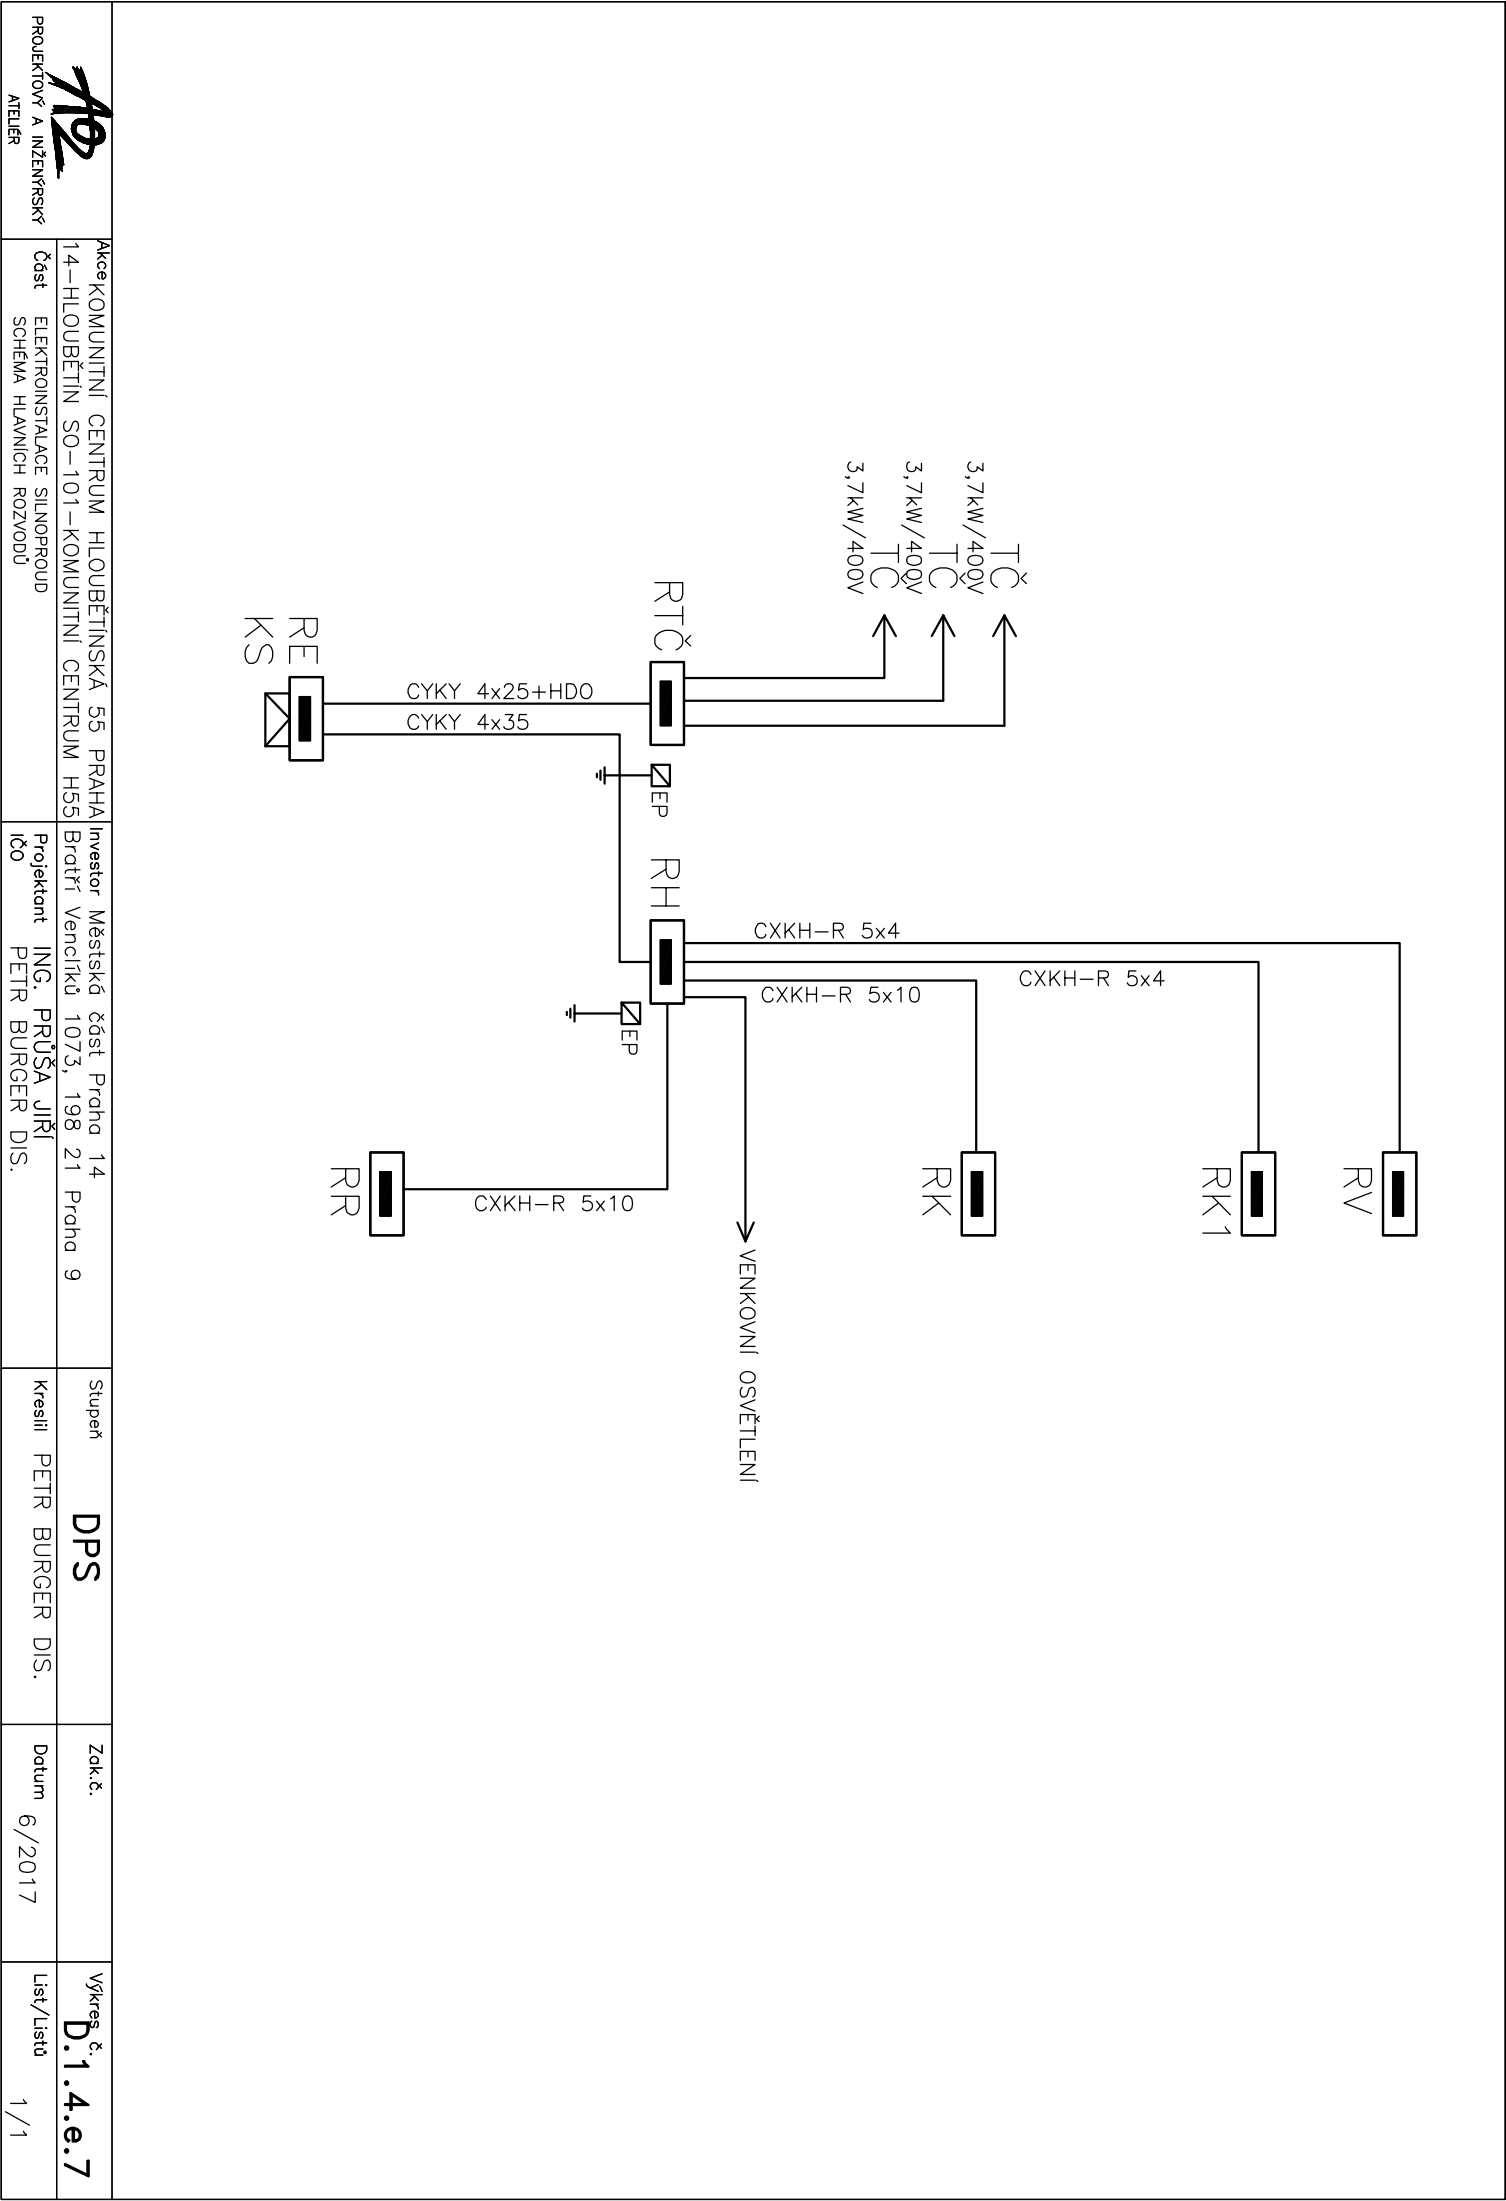 TČ
3,7kW/400V
TČ
3,7kW/400V
TČ
3,7kW/400V
RTČ
RE
KS
CYKY 4x25+HDO
CYKY 4x35
EP
RH
EP
CXKH-R 5x4
CXKH-R 5x4
CXKH-R 5x10
CXKH-R 5x10
RV
RK1
RK
RR
VENKOVNÍ OSVĚTLENÍ
A02
PROJEKTOVÝ A INŽENÝRSKÝ
ATELIÉR
Akce KOMUNITNÍ CENTRUM HLOUBĚTÍNSKÁ 55 PRAHA
14-HLOUBĚTÍN SO-101-KOMUNITNÍ CENTRUM H55
Část ELEKTROINSTALACE SILNOPROUD
SCHÉMA HLAVNÍCH ROZVODŮ
Investor Městská část Praha 14
Bratří Venclíků 1073, 198 21 Praha 9
Projektant ING. PRŮŠA JIŘÍ
IČO PETR BURGER DIS.
Stupeň DPS
Kreslil PETR BURGER DIS.
Zak.č.
Datum 6/2017
Výkres č.
D.1.4.e.7
List/Listů 1/1